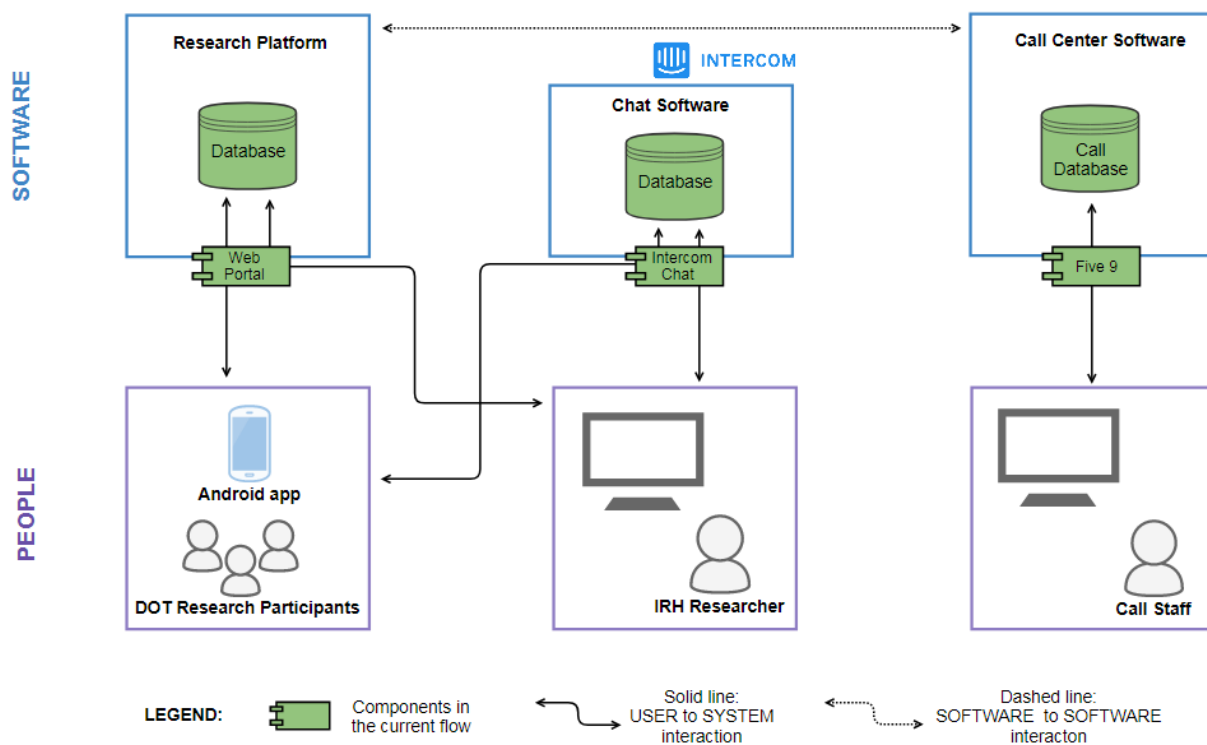 SOFTWARE
Research Platform
Database
Web
Portal
INTERCOM
Chat Software
Database
Intercom
Chat
Call Center Software
Call
Database
Five 9
PEOPLE
Android app
DOT Research Participants
IRH Researcher
Call Staff
LEGEND:
Components in
the current flow
Solid line:
USER to SYSTEM
interaction
Dashed line:
SOFTWARE to SOFTWARE
interacton